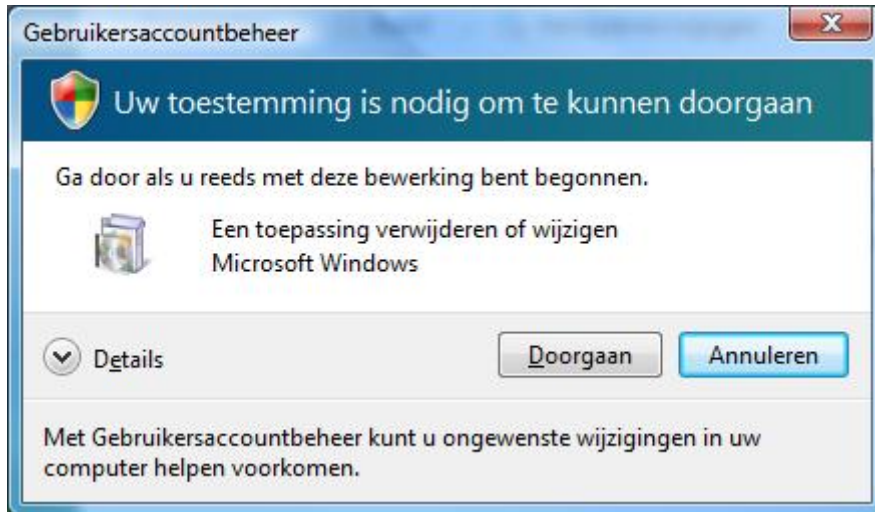 Gebruikersaccountbeheer
Uw toestemming is nodig om te kunnen doorgaan
Ga door als u reeds met deze bewerking bent begonnen.
Een toepassing verwijderen of wijzigen
Microsoft Windows
Details
Doorgaan
Annuleren
Met Gebruikersaccountbeheer kunt u ongewenste wijzigingen in uw
computer helpen voorkomen.